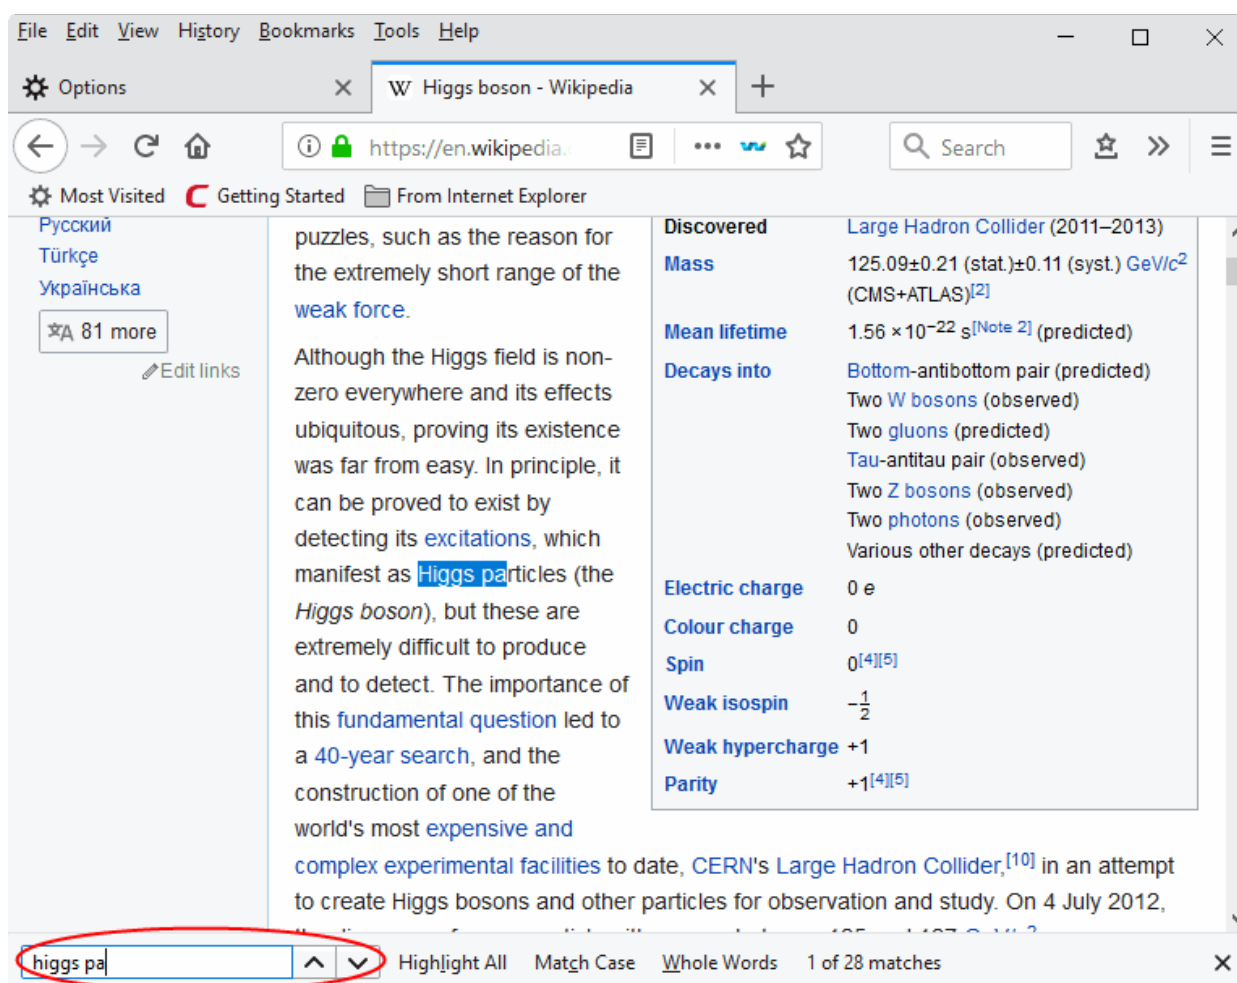 File Edit View History Bookmarks Tools Help
Options
W Higgs boson - Wikipedia
https://en.wikipedia.
Search
Most Visited Getting Started From Internet Explorer
Русский
Türkçe
Українська
81 more
Edit links
puzzles, such as the reason for
the extremely short range of the
weak force.
Although the Higgs field is non-
zero everywhere and its effects
ubiquitous, proving its existence
was far from easy. In principle, it
can be proved to exist by
detecting its excitations, which
manifest as Higgs particles (the
Higgs boson), but these are
extremely difficult to produce
and to detect. The importance of
this fundamental question led to
a 40-year search, and the
construction of one of the
world's most expensive and
complex experimental facilities to date, CERN's Large Hadron Collider,[10] in an attempt
to create Higgs bosons and other particles for observation and study. On 4 July 2012,
Discovered Large Hadron Collider (2011–2013)
Mass 125.09±0.21 (stat.)±0.11 (syst.) GeV/c2
(CMS+ATLAS)[2]
Mean lifetime 1.56 ×10−22 s[Note 2] (predicted)
Decays into Bottom-antibottom pair (predicted)
Two W bosons (observed)
Two gluons (predicted)
Tau-antitau pair (observed)
Two Z bosons (observed)
Two photons (observed)
Various other decays (predicted)
Electric charge 0 e
Colour charge 0
Spin 0[4][5]
Weak isospin −1/2
Weak hypercharge +1
Parity +1[4][5]
higgs pa Highlight All Match Case Whole Words 1 of 28 matches